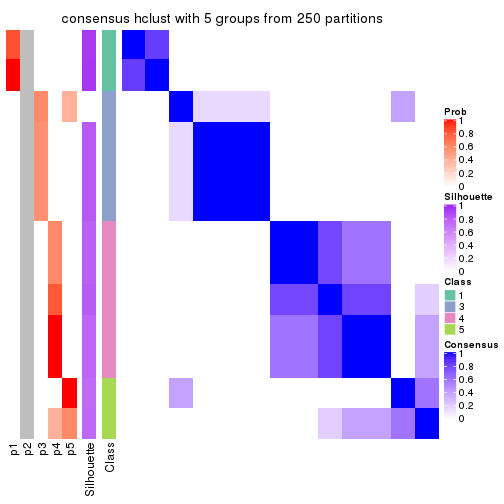 consensus hclust with 5 groups from 250 partitions
Prob
1
0.8
0.6
0.4
0.2
0
Silhouette
1
0.8
0.6
0.4
0.2
0
Class
1
3
4
5
Consensus
1
0.8
0.6
0.4
0.2
0
p1
p2
p3
p4
p5
Silhouette
Class